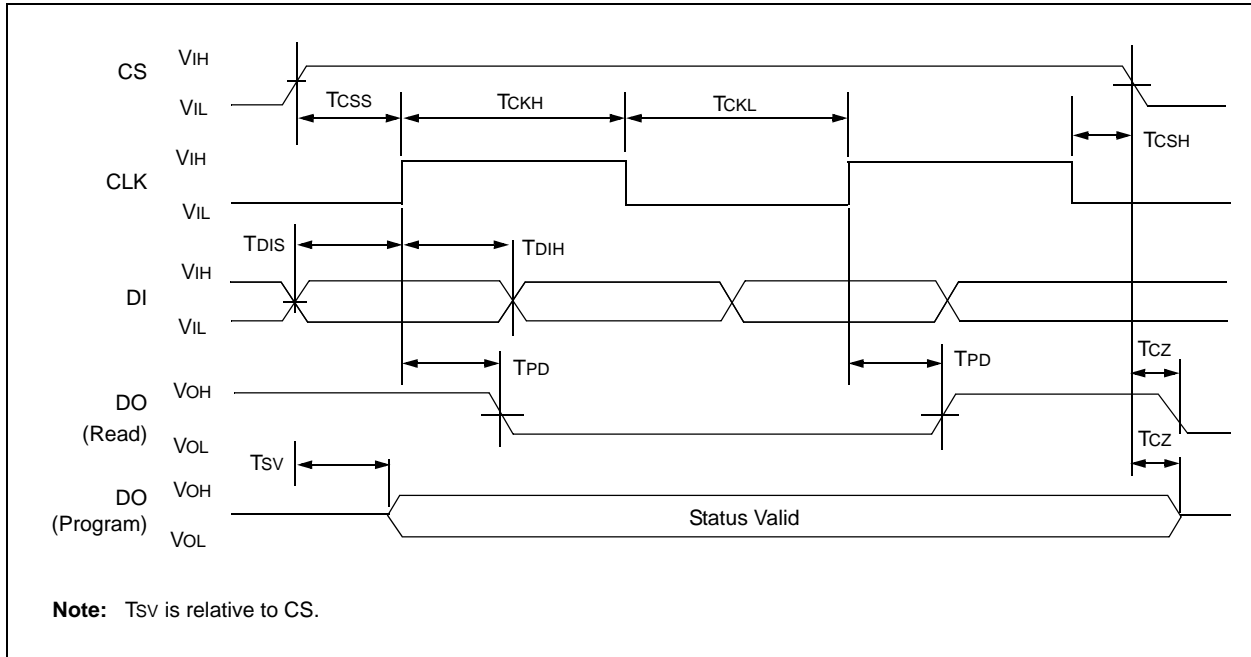 CS
VIH
VIL
TCSS
TCKH
TCKL
TCSH
CLK
VIH
VIL
TDIS
TDIH
DI
VIH
VIL
TPD
TPD
TCZ
DO
(Read)
VOH
VOL
TCZ
TSV
DO
(Program)
VOH
VOL
Status Valid
Note: TSV is relative to CS.